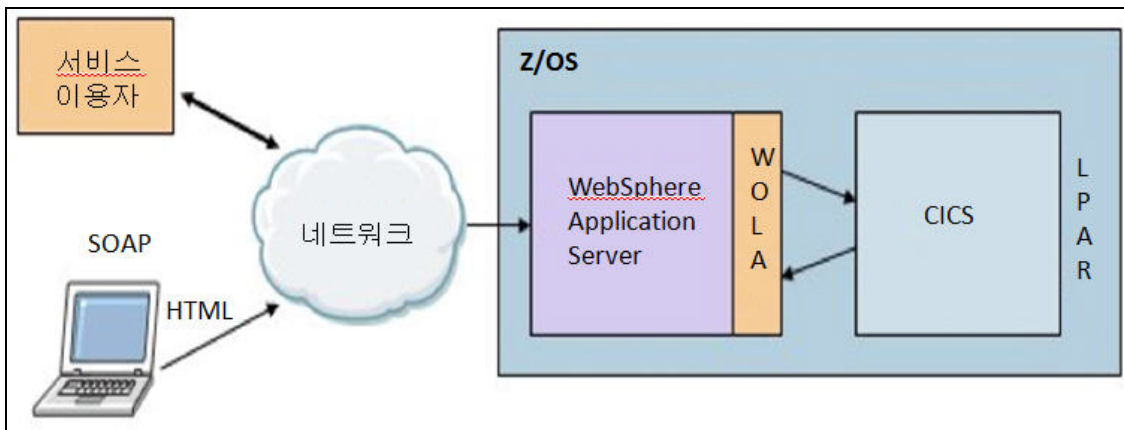 서비스
이용자
Z/OS
SOAP
HTML
네트워크
WebSphere
Application
Server
W
O
L
A
CICS
L
P
A
R